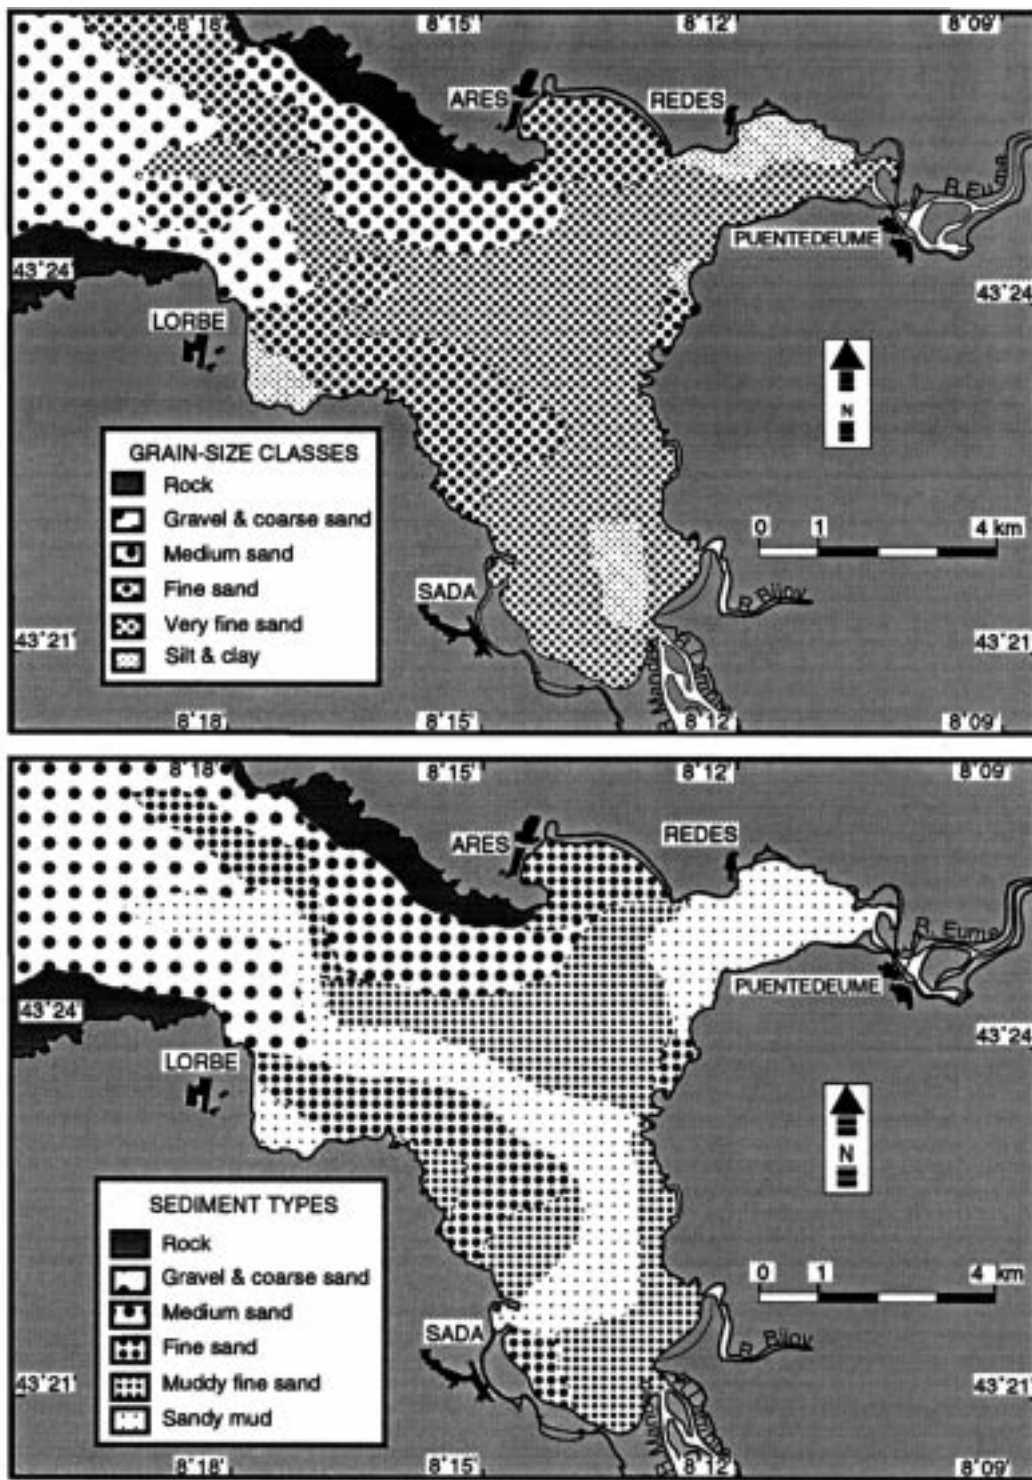 8°18' 8°15' 8°12 8°09'
ARES REDES
R. Eume
PUENTEDEUME
43°24' 43°24
LORBE
N
GRAIN-SIZE CLASSES
Rock
Gravel & coarse sand
Medium sand
Fine sand
Very fine sand
Silt & clay
0 1 4 km
SADA
43°21' 43°21
8°18' 8°15' 8°12 8°09'
8°18' 8°15' 8°12 8°09'
ARES REDES
R. Eume
PUENTEDEUME
43°24' 43°24
LORBE
N
SEDIMENT TYPES
Rock
Gravel & coarse sand
Medium sand
Fine sand
Muddy fine sand
Sandy mud
0 1 4 km
SADA
43°21' 43°21
8°18' 8°15' 8°12 8°09'